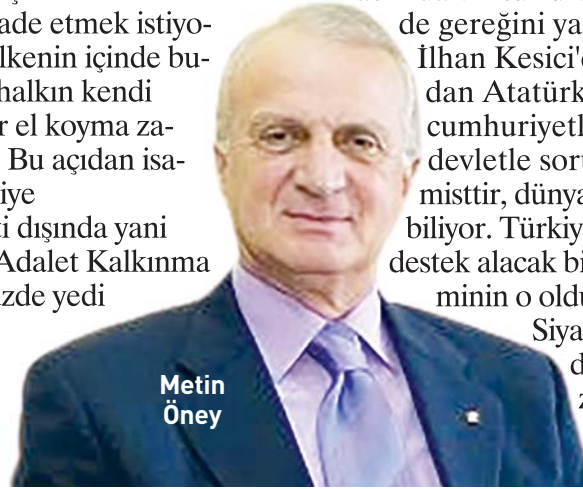 ade etmek istiyo-
lkenin içinde bu-
halkın kendi
r el koyma za-
Bu açıdan isa-
iye
i dışında yani
Adalet Kalkınma
üzde yedi
Metin
Öney
de gereğini ya
İlhan Kesici'
dan Atatürk
cumhuriyetl
devletle soru
misttir, dünya
biliyor. Türkiy
destek alacak bi
minin o oldu
Siya
d